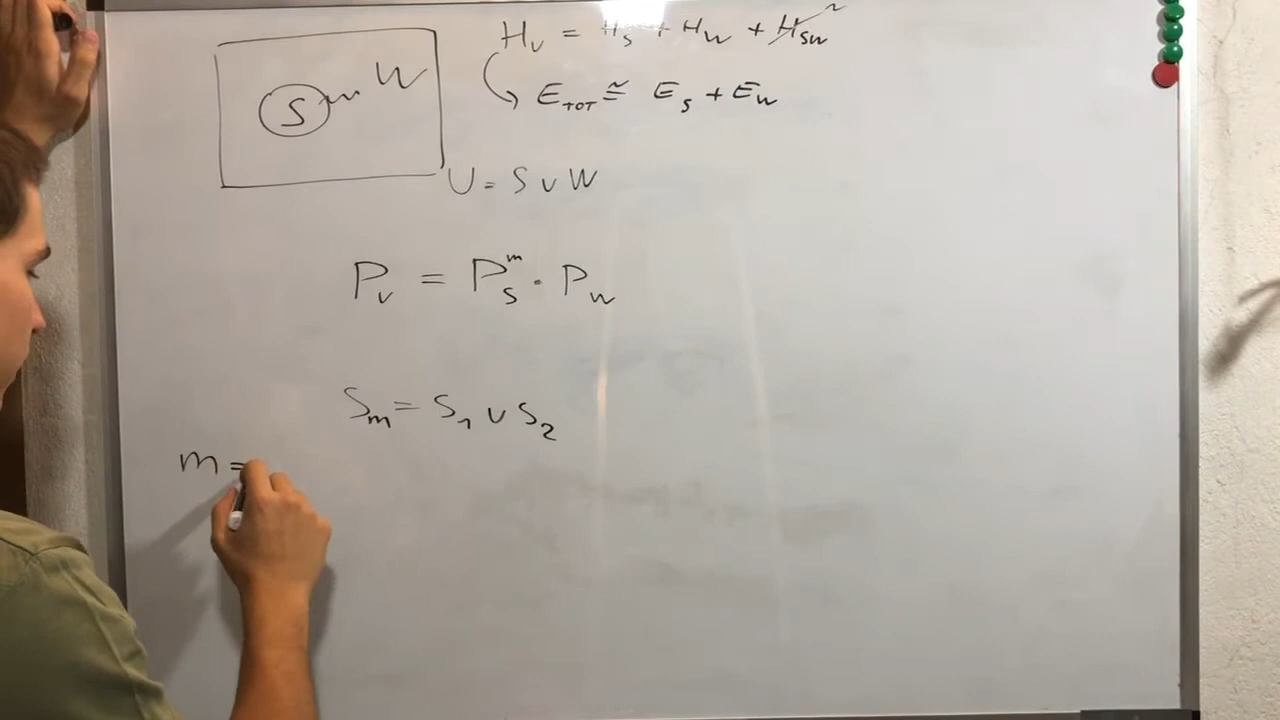 H_U = H_S + H_W + H_SW ~
S W
E_TOT ≅ E_S + E_W
U = S ∪ W
P_U = P_S^m · P_W
S_m = S_1 ∪ S_2
m =